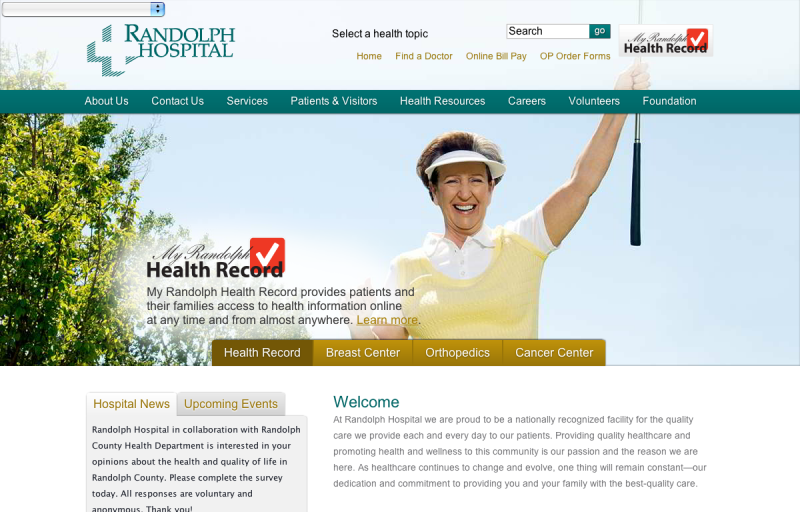 RANDOLPH
HOSPITAL
Select a health topic
Search
go
My Randolph
Health Record
Home
Find a Doctor
Online Bill Pay
OP Order Forms
About Us
Contact Us
Services
Patients & Visitors
Health Resources
Careers
Volunteers
Foundation
My Randolph
Health Record
My Randolph Health Record provides patients and
their families access to health information online
at any time and from almost anywhere. Learn more.
Health Record
Breast Center
Orthopedics
Cancer Center
Hospital News
Upcoming Events
Randolph Hospital in collaboration with Randolph
County Health Department is interested in your
opinions about the health and quality of life in
Randolph County. Please complete the survey
today. All responses are voluntary and
anonymous. Thank you!
Welcome
At Randolph Hospital we are proud to be a nationally recognized facility for the quality
care we provide each and every day to our patients. Providing quality healthcare and
promoting health and wellness to this community is our passion and the reason we are
here. As healthcare continues to change and evolve, one thing will remain constant—our
dedication and commitment to providing you and your family with the best-quality care.